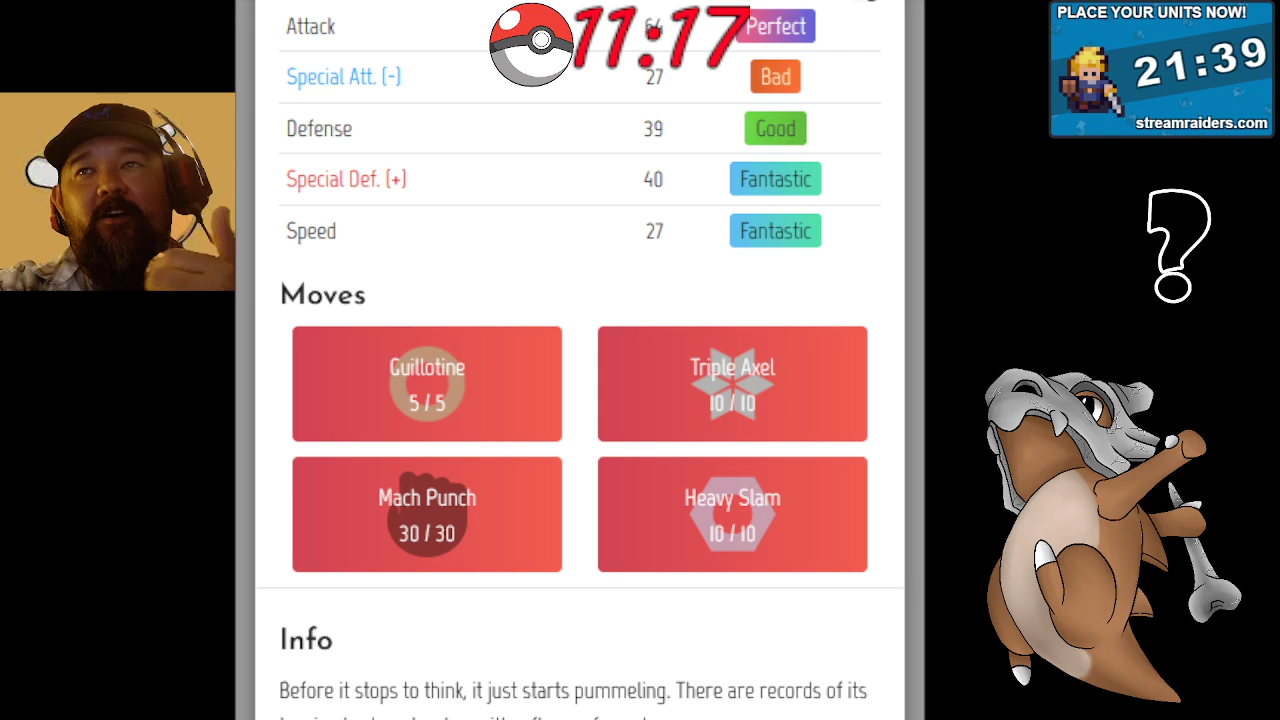 Attack 64 Perfect
11:17
PLACE YOUR UNITS NOW!
21:39
streamraiders.com
Special Att. (-) 27 Bad
Defense 39 Good
Special Def. (+) 40 Fantastic
Speed 27 Fantastic
Moves
Guillotine
5 / 5
Triple Axel
10 / 10
Mach Punch
30 / 30
Heavy Slam
10 / 10
Info
Before it stops to think, it just starts pummeling. There are records of its